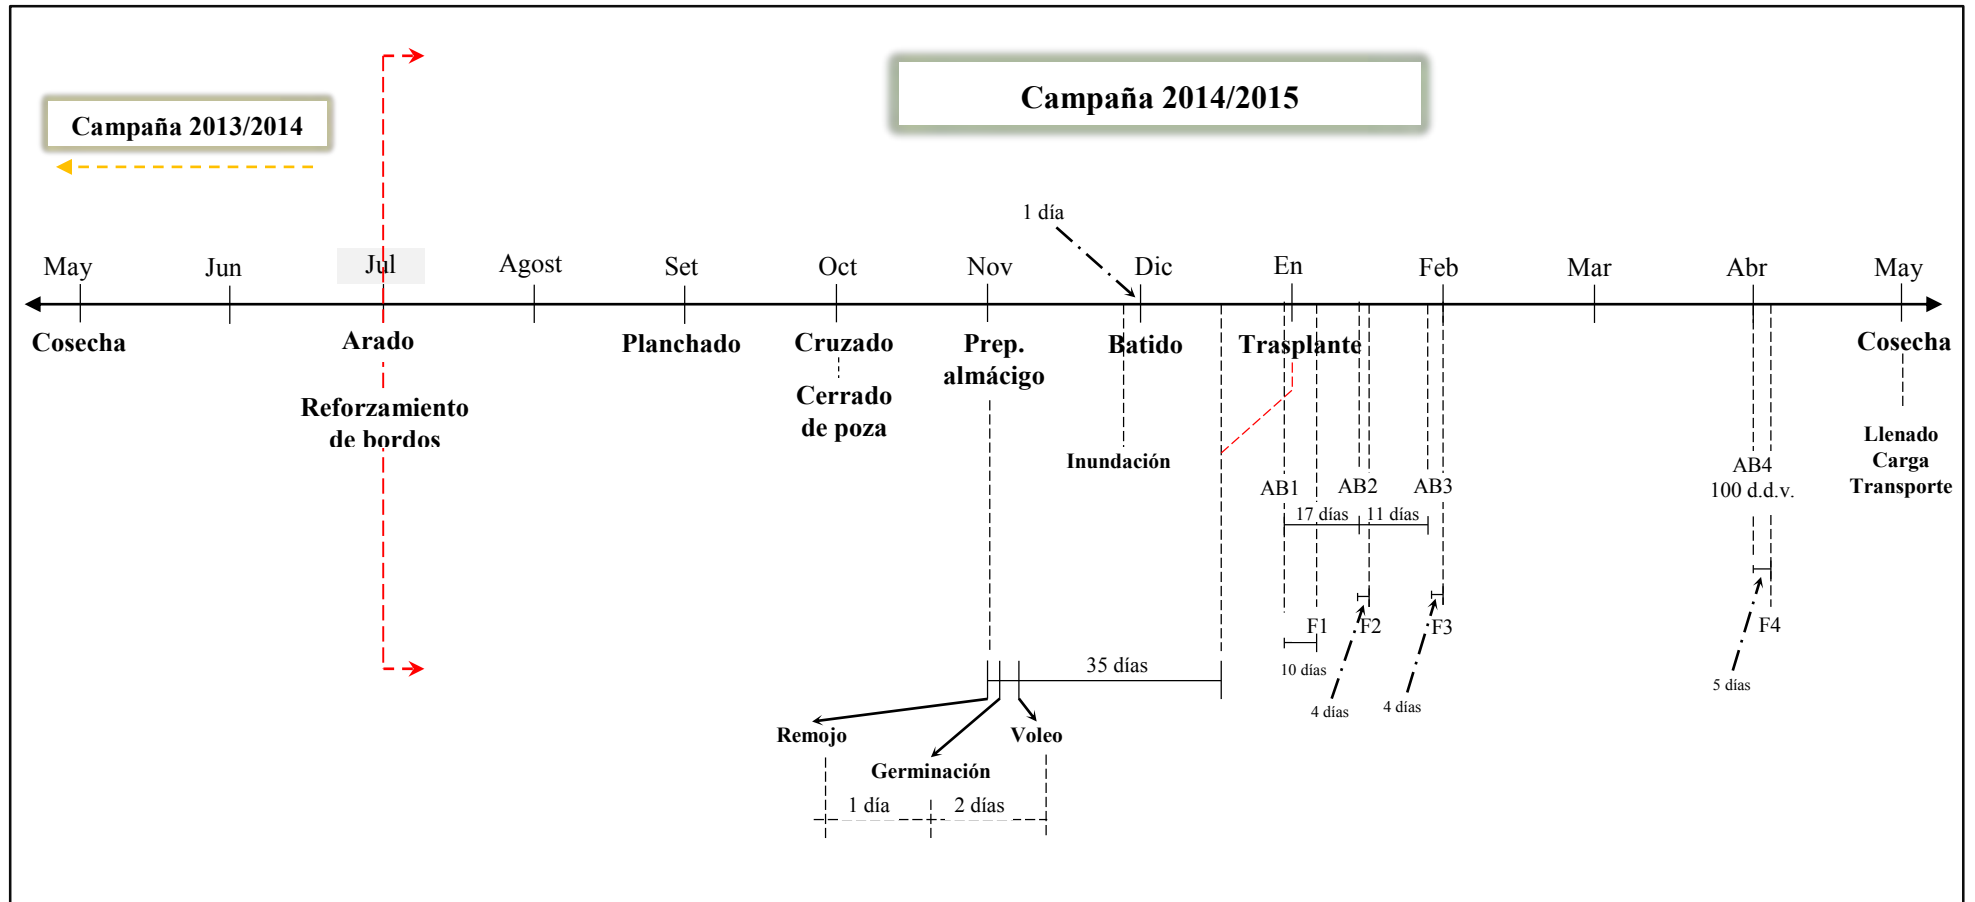 Campaña 2014/2015
Campaña 2013/2014
1 día
May
Jun
Jul
Agost
Set
Oct
Nov
Dic
En
Feb
Mar
Abr
May
Cosecha
Arado
Planchado
Cruzado
Prep.
almácigo
Batido
Trasplante
Cosecha
Reforzamiento
de bordos
Cerrado
de poza
Inundación
Llenado
Carga
Transporte
AB1
AB2
AB3
AB4
100 d.d.v.
17 días
11 días
F1
F2
F3
F4
10 días
4 días
4 días
5 días
35 días
Remojo
Voleo
Germinación
1 día
2 días